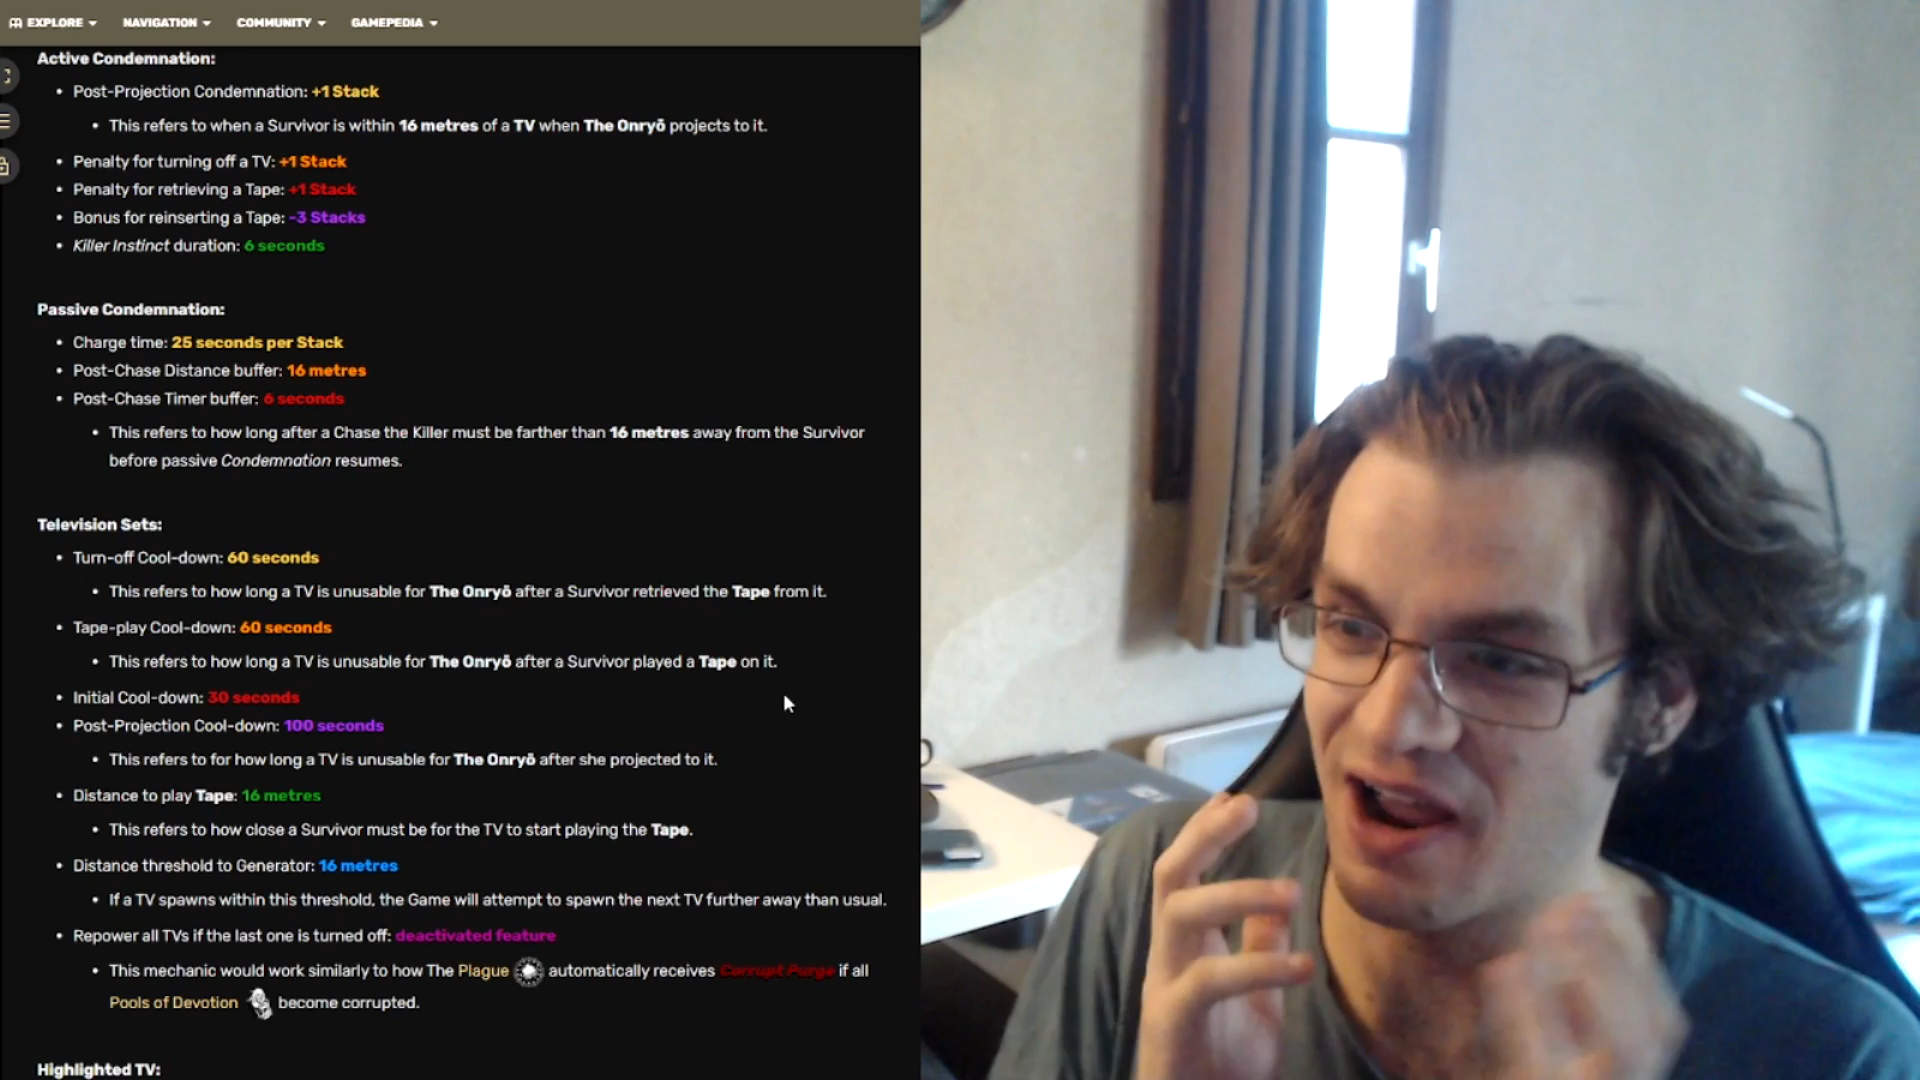 EXPLORE NAVIGATION COMMUNITY GAMEPEDIA
Active Condemnation:
• Post-Projection Condemnation: +1 Stack
• This refers to when a Survivor is within 16 metres of a TV when The Onryō projects to it.
• Penalty for turning off a TV: +1 Stack
• Penalty for retrieving a Tape: +1 Stack
• Bonus for reinserting a Tape: -3 Stacks
• Killer Instinct duration: 6 seconds
Passive Condemnation:
• Charge time: 25 seconds per Stack
• Post-Chase Distance buffer: 16 metres
• Post-Chase Timer buffer: 6 seconds
• This refers to how long after a Chase the Killer must be farther than 16 metres away from the Survivor
before passive Condemnation resumes.
Television Sets:
• Turn-off Cool-down: 60 seconds
• This refers to how long a TV is unusable for The Onryō after a Survivor retrieved the Tape from it.
• Tape-play Cool-down: 60 seconds
• This refers to how long a TV is unusable for The Onryō after a Survivor played a Tape on it.
• Initial Cool-down: 30 seconds
• Post-Projection Cool-down: 100 seconds
• This refers to for how long a TV is unusable for The Onryō after she projected to it.
• Distance to play Tape: 16 metres
• This refers to how close a Survivor must be for the TV to start playing the Tape.
• Distance threshold to Generator: 16 metres
• If a TV spawns within this threshold, the Game will attempt to spawn the next TV further away than usual.
• Repower all TVs if the last one is turned off: deactivated feature
• This mechanic would work similarly to how The Plague automatically receives Corrupt Purge if all
Pools of Devotion become corrupted.
Highlighted TV: